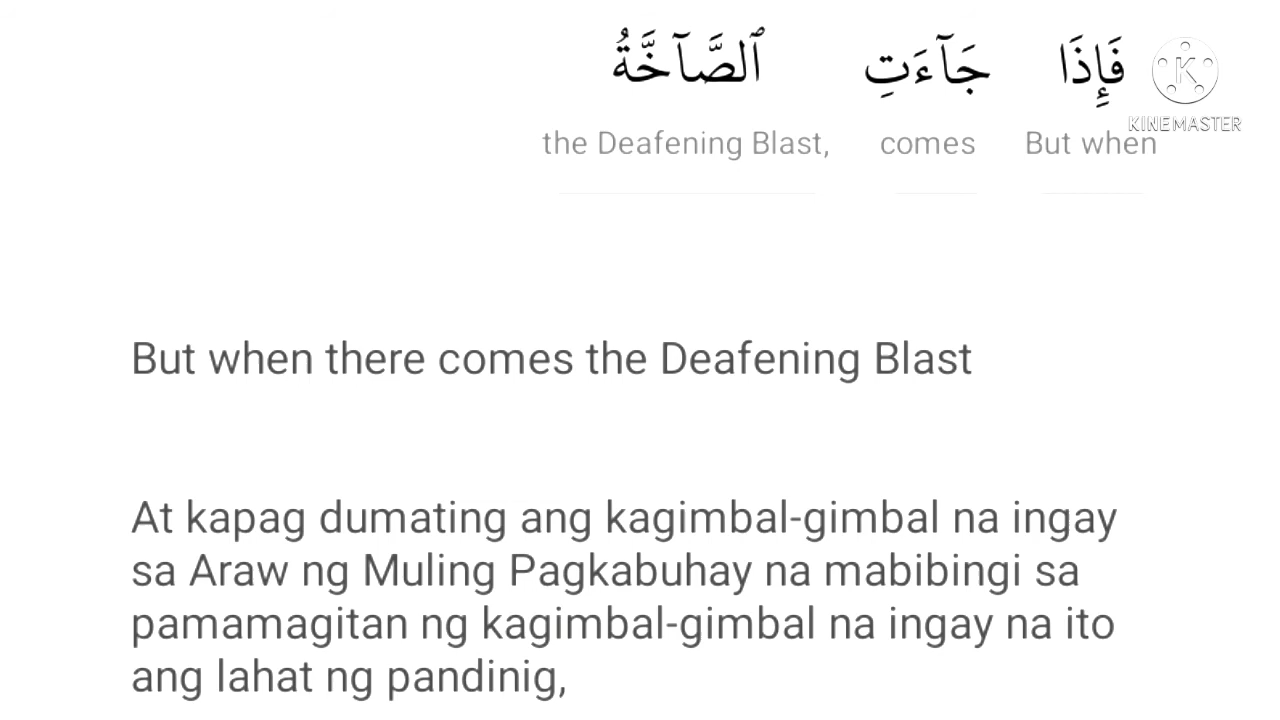 فَإِذَا جَآءَتِ ٱلصَّآخَّةُ
KINEMASTER
the Deafening Blast, comes But when
But when there comes the Deafening Blast
At kapag dumating ang kagimbal-gimbal na ingay
sa Araw ng Muling Pagkabuhay na mabibingi sa
pamamagitan ng kagimbal-gimbal na ingay na ito
ang lahat ng pandinig,